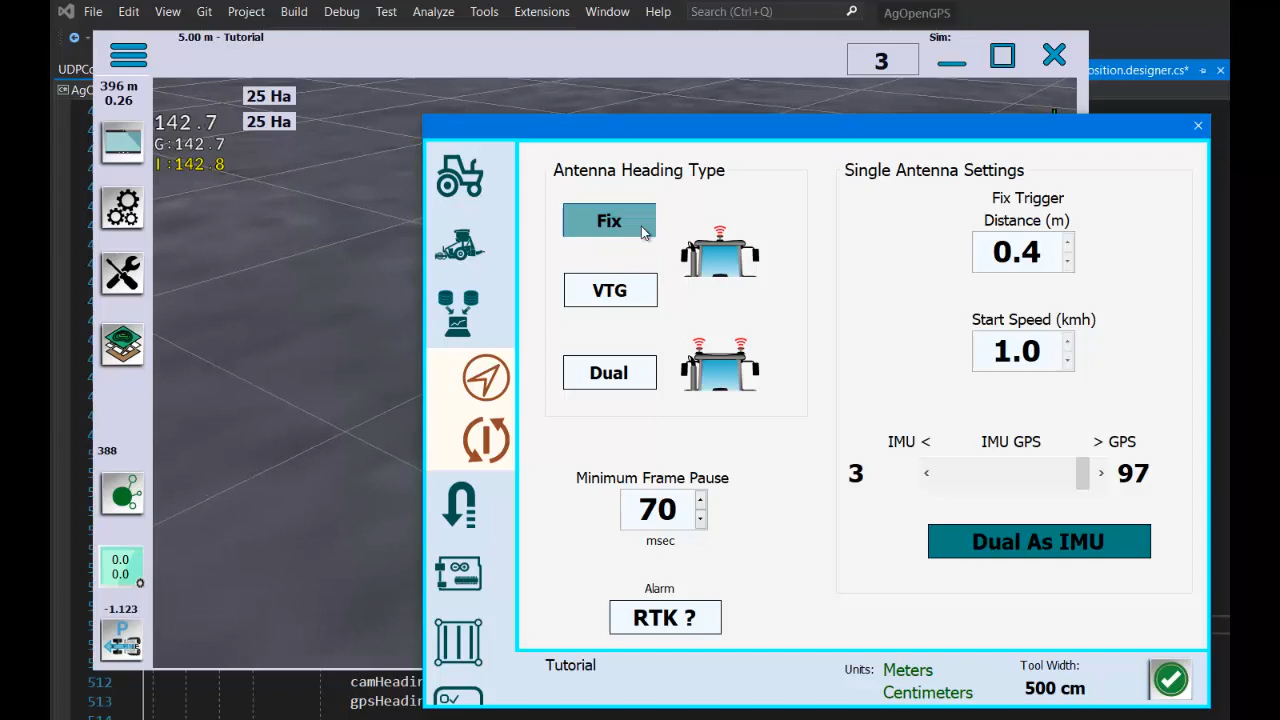 File Edit View Git Project Build Debug Test Analyze Tools Extensions Window Help Search (Ctrl+Q) AgOpenGPS
5.00 m - Tutorial
Sim:
3
UDPCo
osition.designer.cs*
AgO
396 m
0.26
25 Ha
25 Ha
142.7
G:142.7
I:142.8
Antenna Heading Type
Fix
VTG
Dual
Minimum Frame Pause
70
msec
Alarm
RTK ?
Single Antenna Settings
Fix Trigger
Distance (m)
0.4
Start Speed (kmh)
1.0
IMU < IMU GPS > GPS
3 < > 97
Dual As IMU
388
0.0
0.0
-1.123
P
Tutorial
Units: Meters
Centimeters
Tool Width:
500 cm
512 camHeadin
513 gpsHeadin